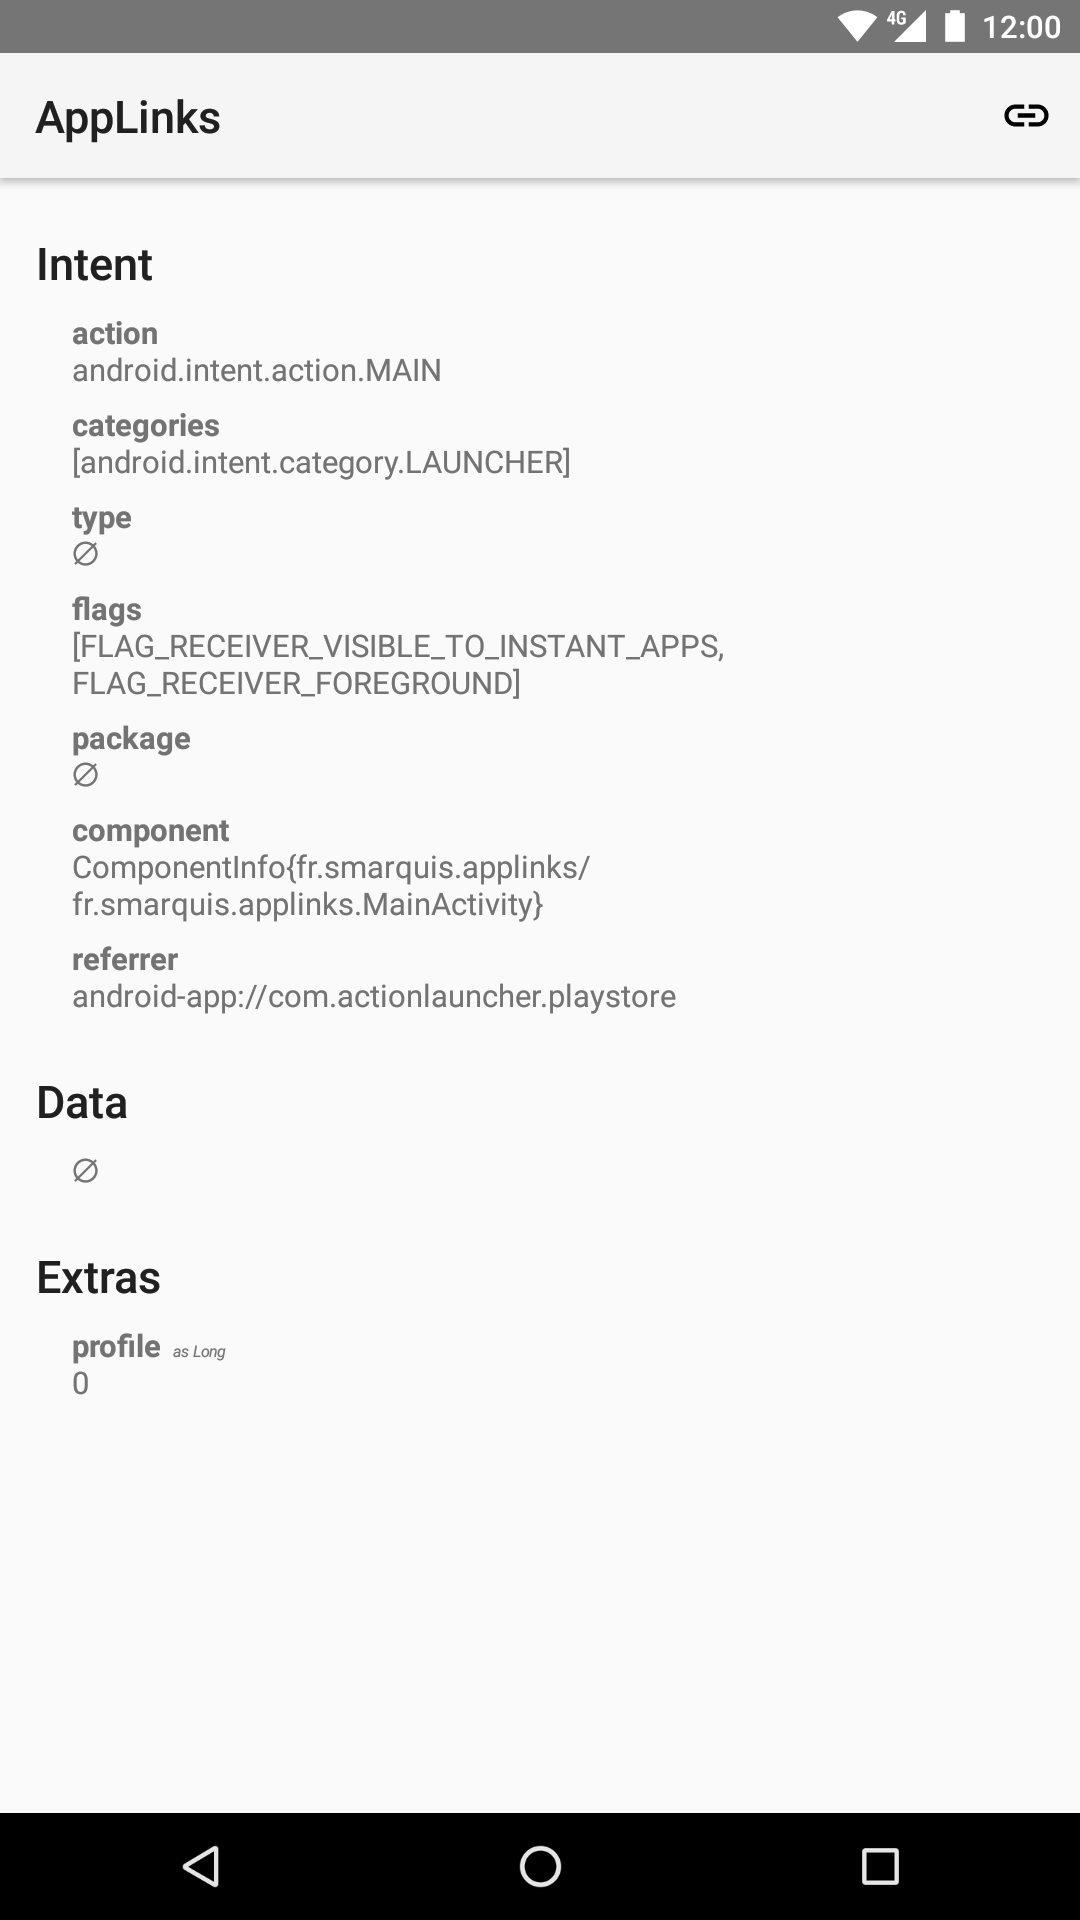 4G 12:00
AppLinks
Intent
action
android.intent.action.MAIN
categories
[android.intent.category.LAUNCHER]
type
∅
flags
[FLAG_RECEIVER_VISIBLE_TO_INSTANT_APPS,
FLAG_RECEIVER_FOREGROUND]
package
∅
component
ComponentInfo{fr.smarquis.applinks/
fr.smarquis.applinks.MainActivity}
referrer
android-app://com.actionlauncher.playstore
Data
∅
Extras
profile as Long
0